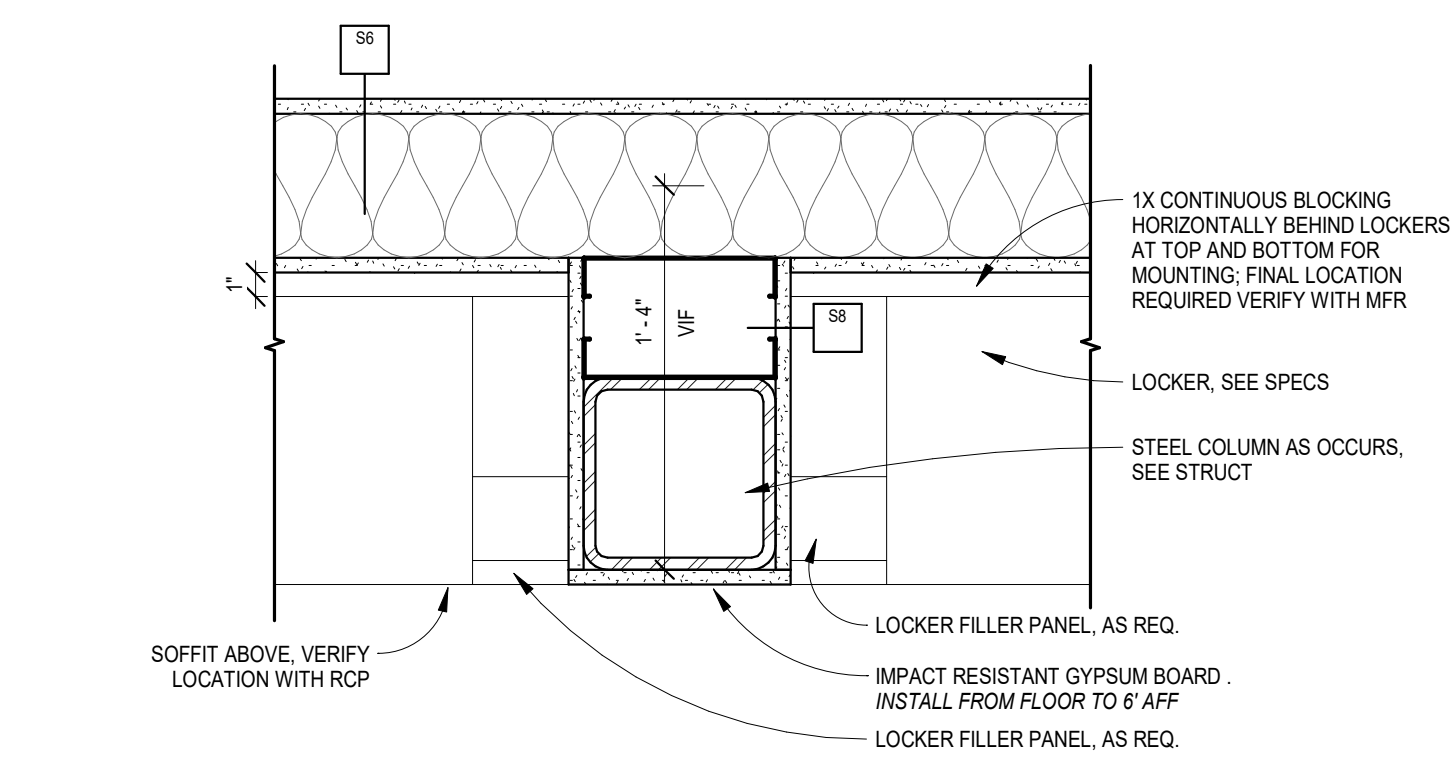 S6
1X CONTINUOUS BLOCKING
HORIZONTALLY BEHIND LOCKERS
AT TOP AND BOTTOM FOR
MOUNTING; FINAL LOCATION
REQUIRED VERIFY WITH MFR
1"
1' - 4"
VIF
S8
LOCKER, SEE SPECS
STEEL COLUMN AS OCCURS,
SEE STRUCT
LOCKER FILLER PANEL, AS REQ.
SOFFIT ABOVE, VERIFY
LOCATION WITH RCP
IMPACT RESISTANT GYPSUM BOARD .
INSTALL FROM FLOOR TO 6' AFF
LOCKER FILLER PANEL, AS REQ.